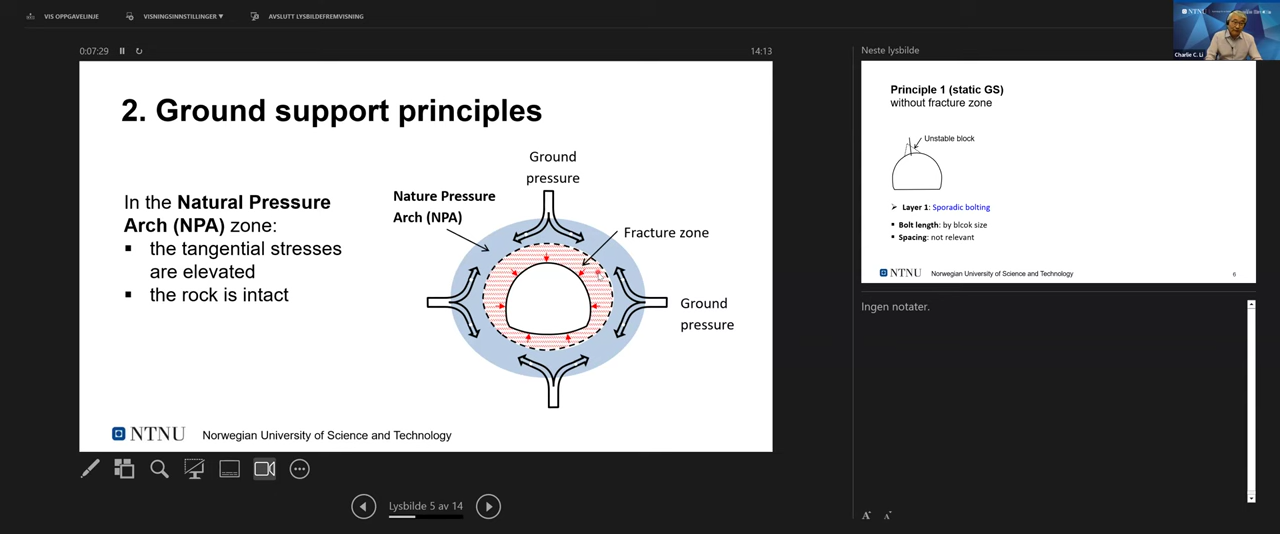 VIS OPPGAVELINJE
VISNINGSINNSTILLINGER ▼
AVSLUTT LYSBILDEFREMVISNING
0:07:29
14:13
2. Ground support principles
In the Natural Pressure
Arch (NPA) zone:
▪ the tangential stresses
are elevated
▪ the rock is intact
Ground
pressure
Nature Pressure
Arch (NPA)
Fracture zone
Ground
pressure
NTNU
Norwegian University of Science and Technology
Lysbilde 5 av 14
Neste lysbilde
NTNU
Charlie C. Li
Principle 1 (static GS)
without fracture zone
Unstable block
➢ Layer 1: Sporadic bolting
▪ Bolt length: by blcok size
▪ Spacing: not relevant
NTNU
Norwegian University of Science and Technology
6
Ingen notater.
A
A